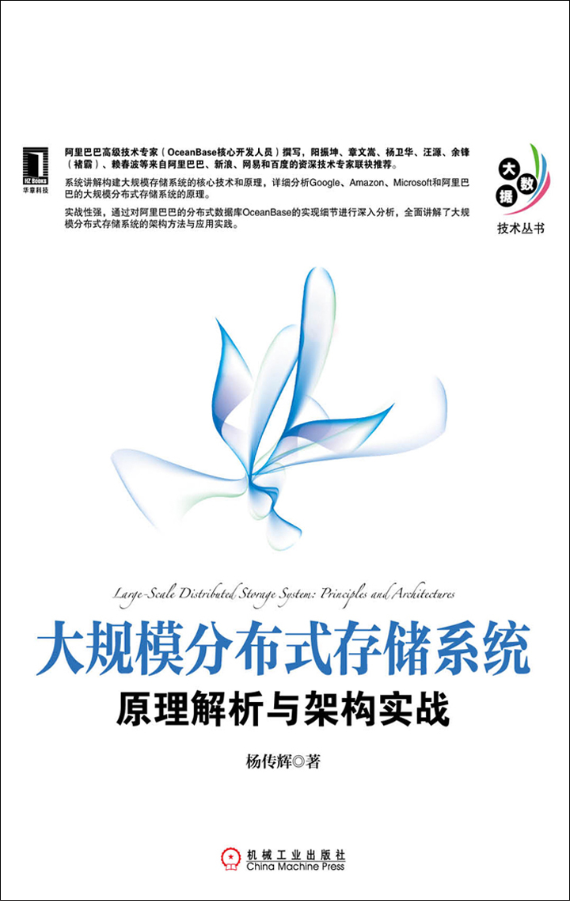 阿里巴巴高级技术专家（OceanBase核心开发人员）撰写，阳振坤、章文嵩、杨卫华、汪源、余锋
（褚霸）、赖春波等来自阿里巴巴、新浪、网易和百度的资深技术专家联袂推荐。
系统讲解构建大规模存储系统的核心技术和原理，详细分析Google、Amazon、Microsoft和阿里巴
巴的大规模分布式存储系统的原理。
实战性强，通过对阿里巴巴的分布式数据库OceanBase的实现细节进行深入分析，全面讲解了大规
模分布式存储系统的架构方法与应用实践。
HZ Books
华章科技
大数据
技术丛书
Large-Scale Distributed Storage System: Principles and Architectures
大规模分布式存储系统
原理解析与架构实战
杨传辉◎著
机械工业出版社
China Machine Press